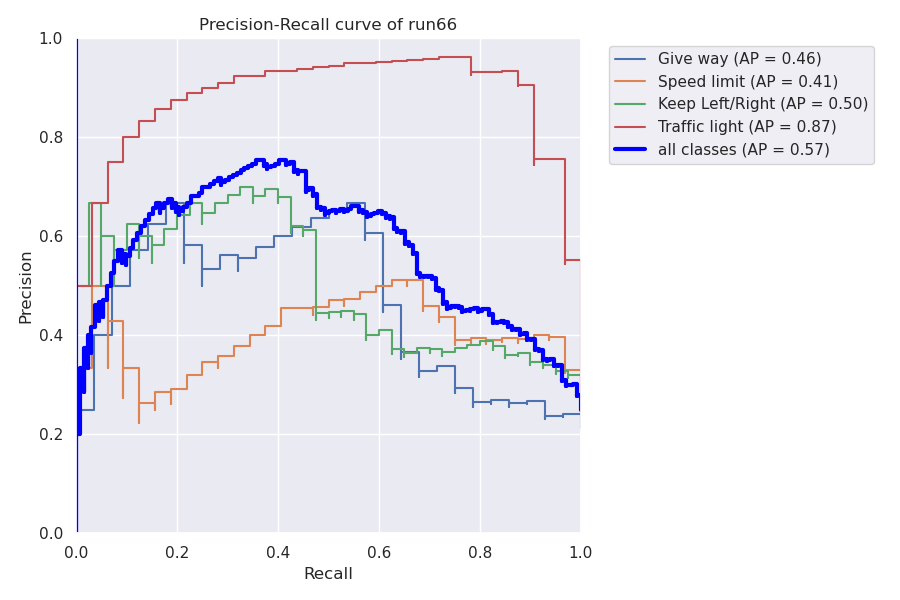 Precision-Recall curve of run66
1.0
0.8
0.6
0.4
0.2
0.0
Precision
0.0 0.2 0.4 0.6 0.8 1.0
Recall
Give way (AP = 0.46)
Speed limit (AP = 0.41)
Keep Left/Right (AP = 0.50)
Traffic light (AP = 0.87)
all classes (AP = 0.57)